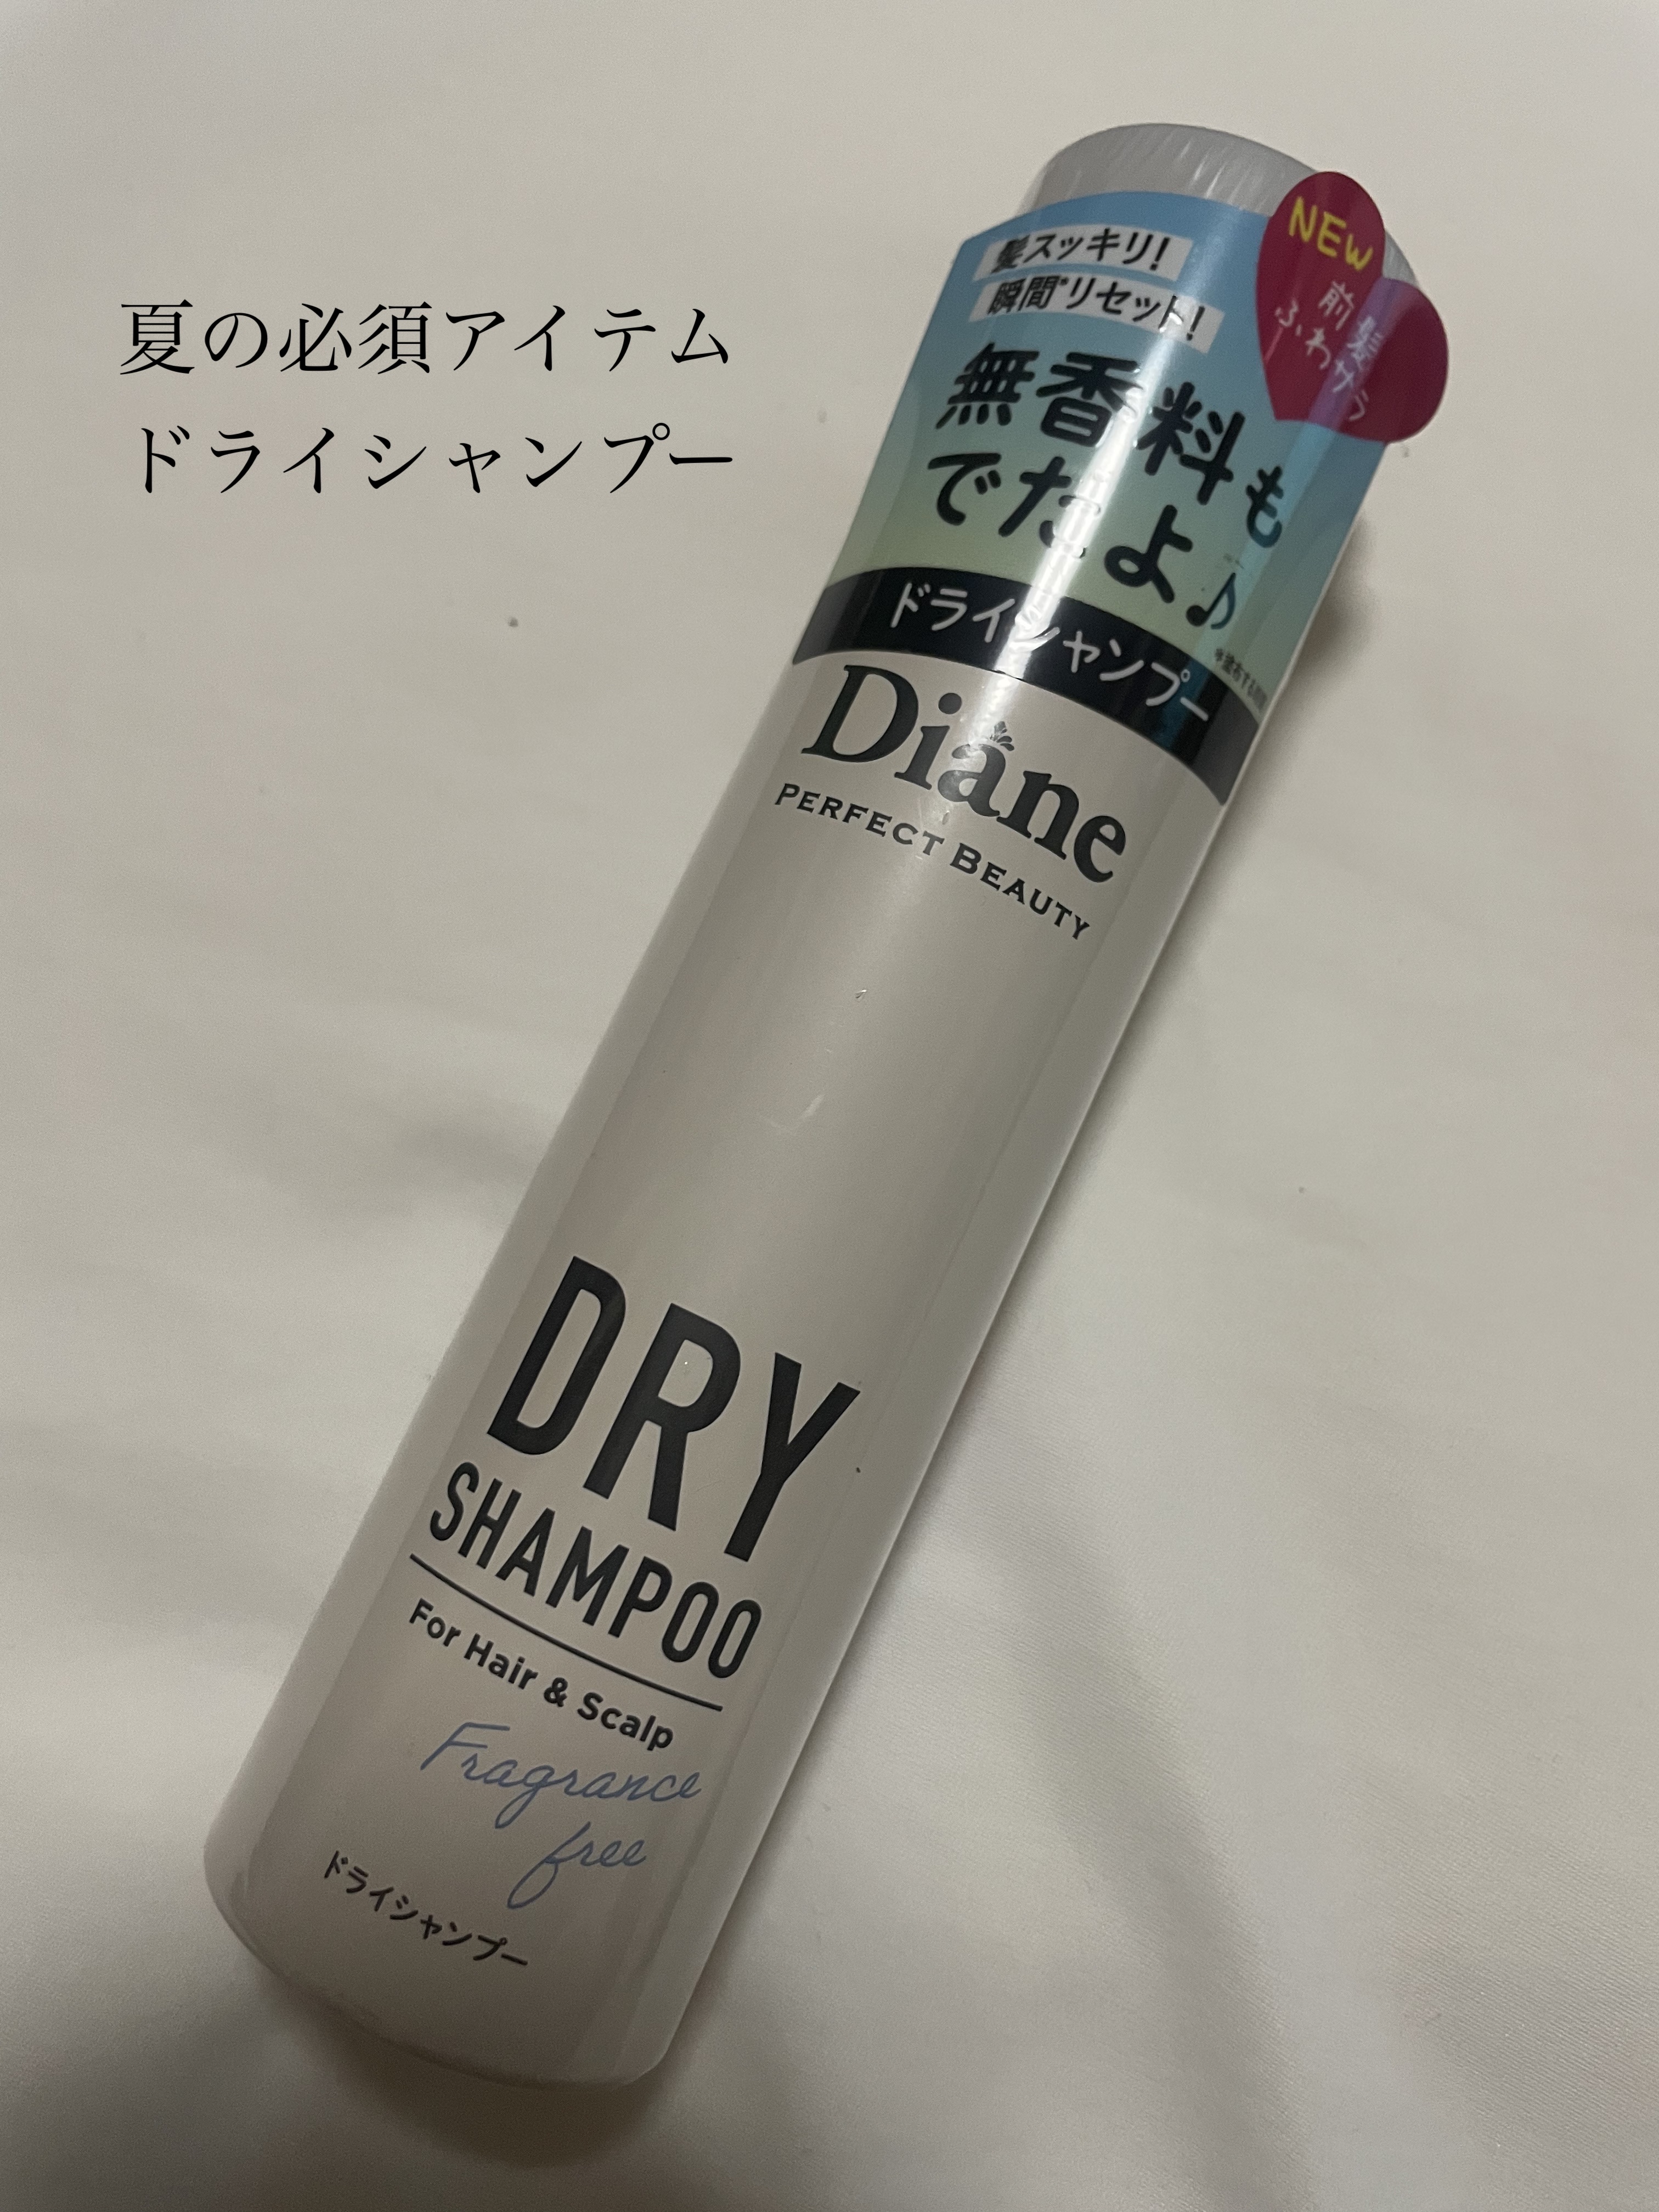 夏の必須アイテム
ドライシャンプー
髪スッキリ!
瞬間*リセット!
NEW
前髪サラ
ふわ
無香料も
でたよ♪
ドライシャンプー
Diane
PERFECT BEAUTY
DRY
SHAMPOO
For Hair & Scalp
Fragrance
free
ドライシャンプー